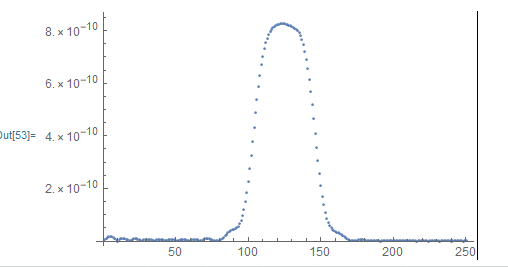 8. × 10⁻¹⁰
6. × 10⁻¹⁰
Out[53]= 4. × 10⁻¹⁰
2. × 10⁻¹⁰
50 100 150 200 250